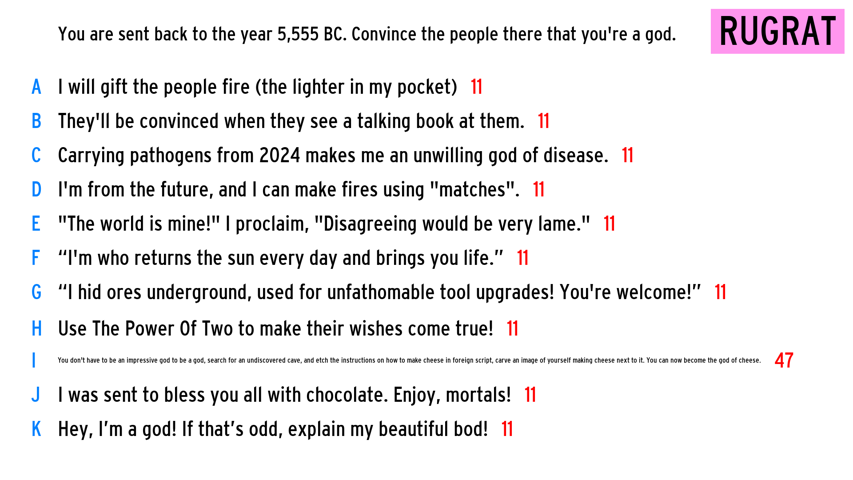 You are sent back to the year 5,555 BC. Convince the people there that you're a god.
RUGRAT
A I will gift the people fire (the lighter in my pocket) 11
B They'll be convinced when they see a talking book at them. 11
C Carrying pathogens from 2024 makes me an unwilling god of disease. 11
D I'm from the future, and I can make fires using "matches". 11
E "The world is mine!" I proclaim, "Disagreeing would be very lame." 11
F “I'm who returns the sun every day and brings you life.” 11
G “I hid ores underground, used for unfathomable tool upgrades! You're welcome!” 11
H Use The Power Of Two to make their wishes come true! 11
I You don't have to be an impressive god to be a god, search for an undiscovered cave, and etch the instructions on how to make cheese in foreign script, carve an image of yourself making cheese next to it. You can now become the god of cheese. 47
J I was sent to bless you all with chocolate. Enjoy, mortals! 11
K Hey, I’m a god! If that’s odd, explain my beautiful bod! 11